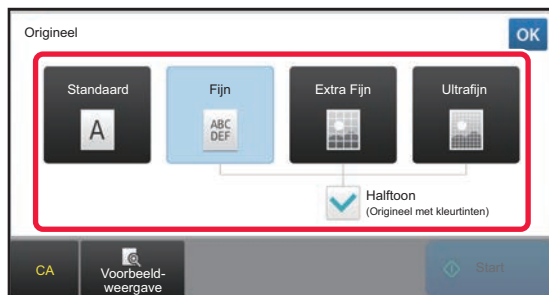 Origineel
OK
Standaard
Fijn
Extra Fijn
Ultrafijn
A
ABC
DEF
Halftoon
(Origineel met kleurtinten)
CA
Voorbeeld-
weergave
Start